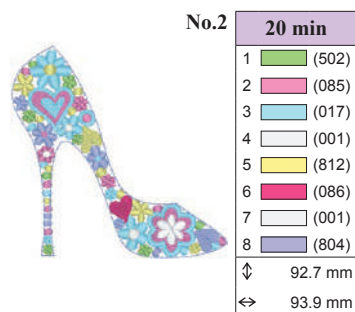 No.2
20 min
1 (502)
2 (085)
3 (017)
4 (001)
5 (812)
6 (086)
7 (001)
8 (804)
↕ 92.7 mm
↔ 93.9 mm